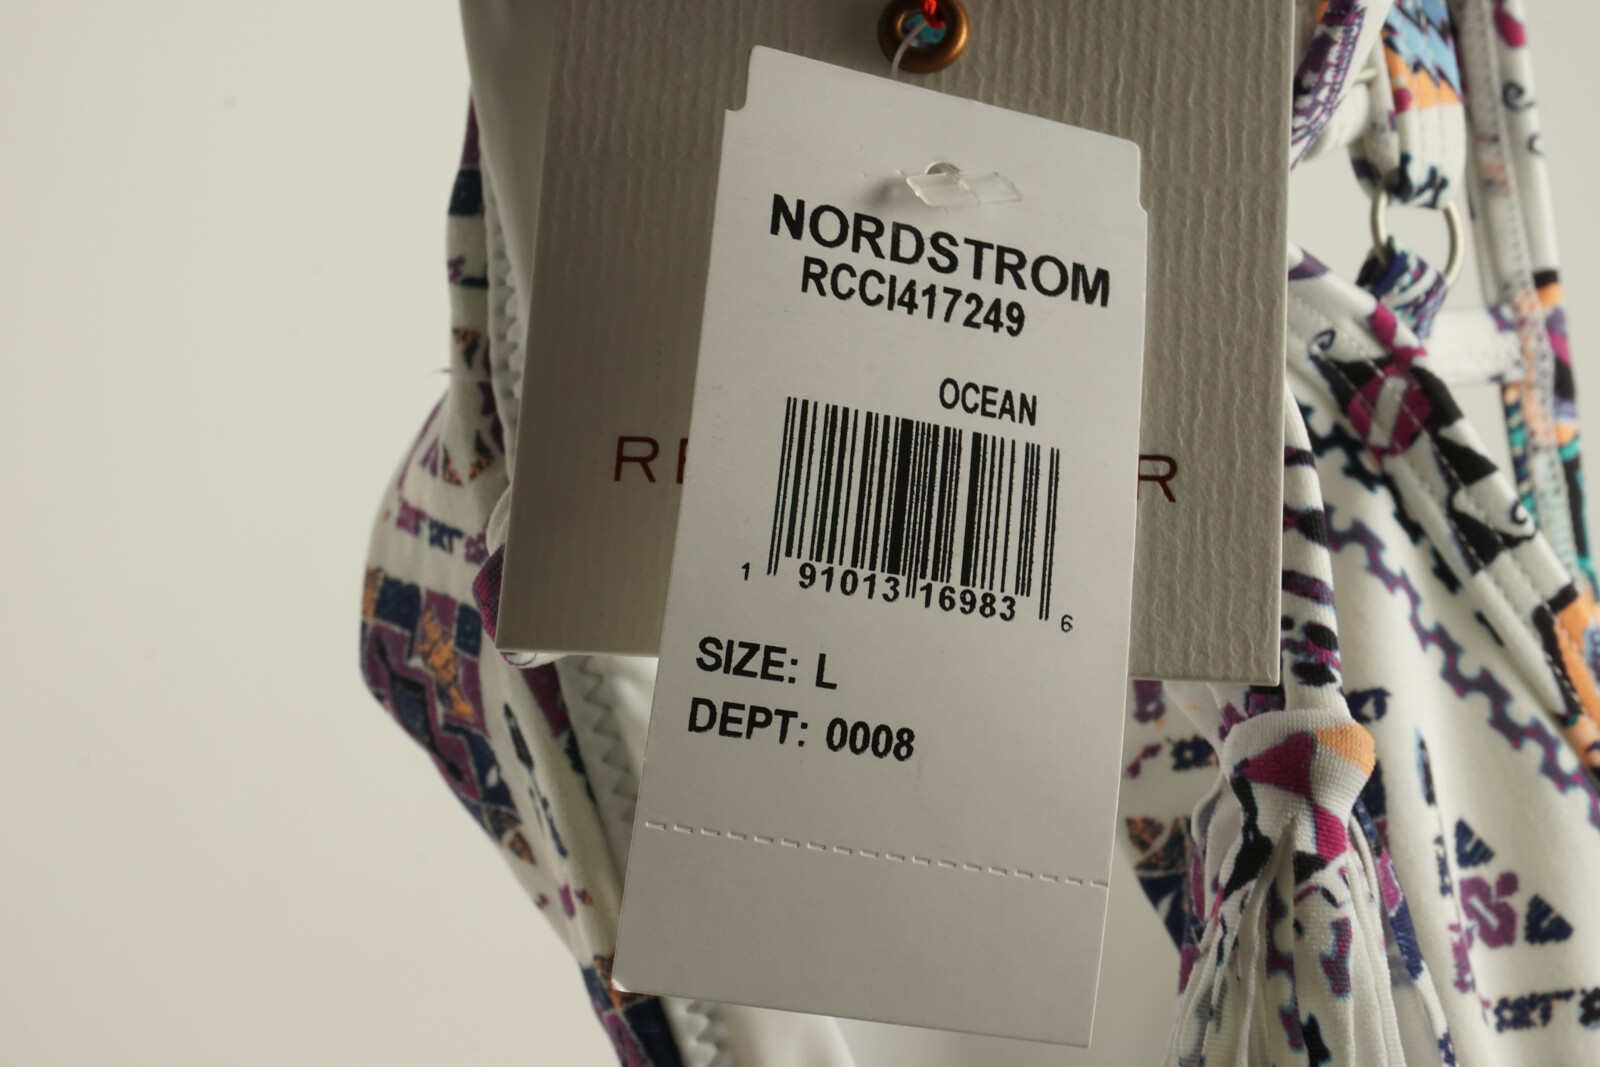 NORDSTROM
RCCI417249
OCEAN
1 91013 16983 6
SIZE: L
DEPT: 0008